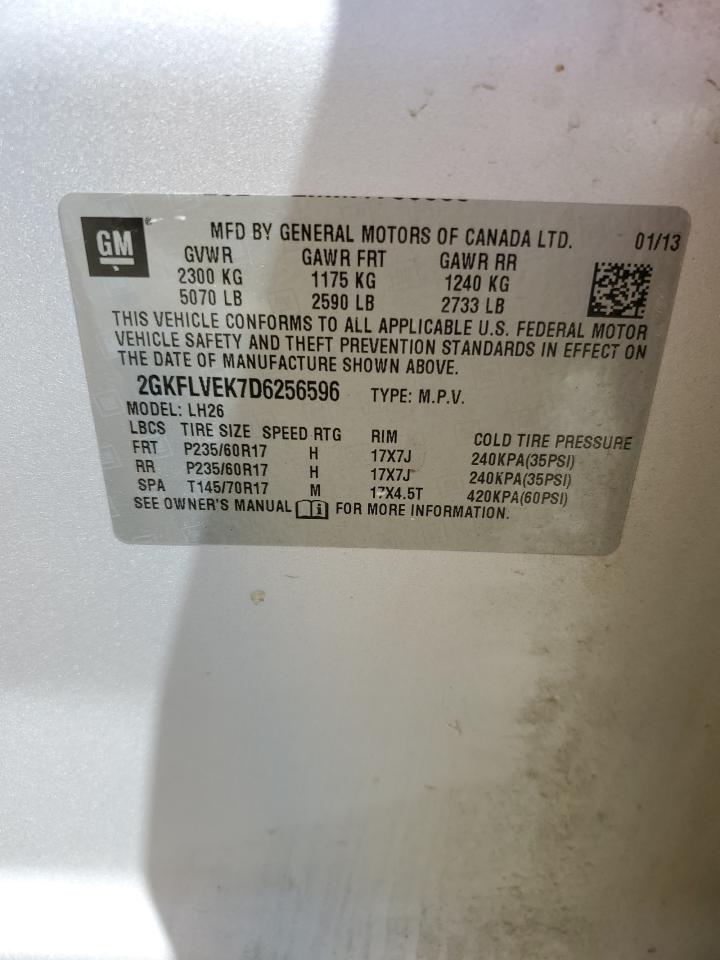 GM
MFD BY GENERAL MOTORS OF CANADA LTD. 01/13
GVWR GAWR FRT GAWR RR
2300 KG 1175 KG 1240 KG
5070 LB 2590 LB 2733 LB
THIS VEHICLE CONFORMS TO ALL APPLICABLE U.S. FEDERAL MOTOR
VEHICLE SAFETY AND THEFT PREVENTION STANDARDS IN EFFECT ON
THE DATE OF MANUFACTURE SHOWN ABOVE.
2GKFLVEK7D6256596 TYPE: M.P.V.
MODEL: LH26
LBCS TIRE SIZE SPEED RTG RIM COLD TIRE PRESSURE
FRT P235/60R17 H 17X7J 240KPA(35PSI)
RR P235/60R17 H 17X7J 240KPA(35PSI)
SPA T145/70R17 M 17X4.5T 420KPA(60PSI)
SEE OWNER'S MANUAL FOR MORE INFORMATION.